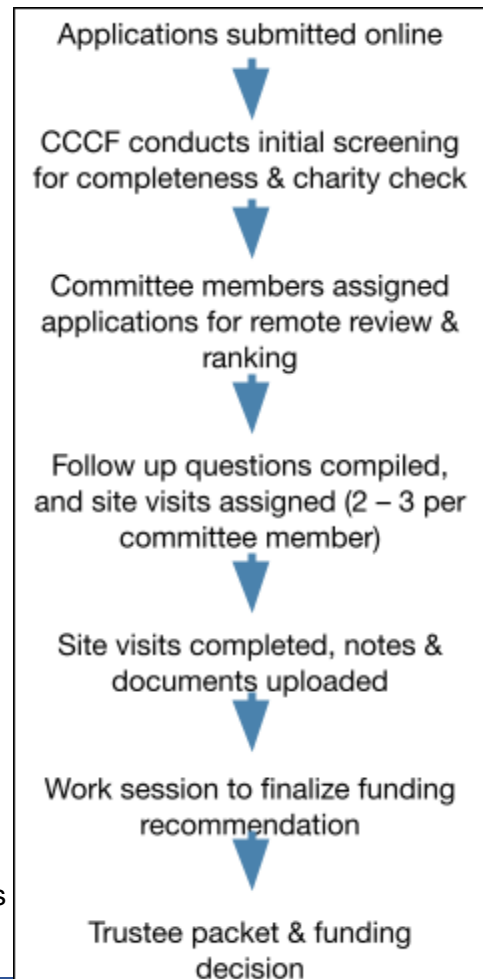 Applications submitted online
CCCF conducts initial screening
for completeness & charity check
Committee members assigned
applications for remote review &
ranking
Follow up questions compiled,
and site visits assigned (2 – 3 per
committee member)
Site visits completed, notes &
documents uploaded
Work session to finalize funding
recommendation
s
Trustee packet & funding
decision